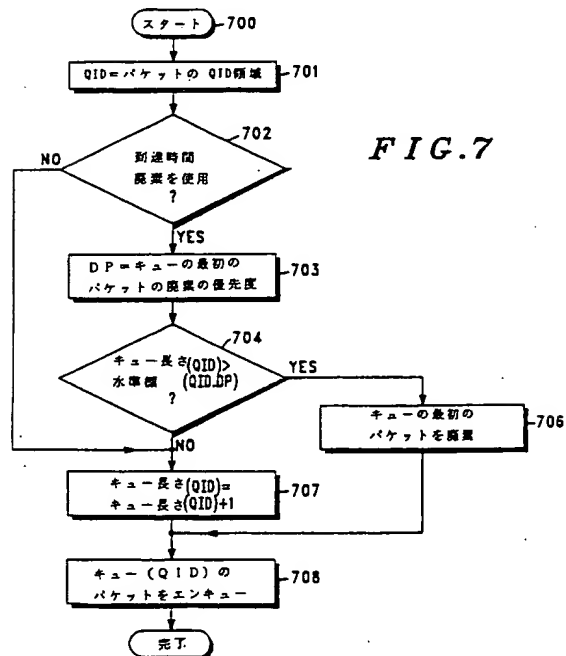 スタート 700
QID=パケットの QID領域 701
702
FIG.7
NO
到達時間
廃棄を使用
?
YES
DP=キューの最初の
パケットの廃棄の優先度
703
704
キュー長さ(QID)>
水準標 (QID.DP)
?
YES
キューの最初の
パケットを廃棄
706
NO
キュー長さ(QID)=
キュー長さ(QID)+1
707
キュー(QID)の
パケットをエンキュー
708
完了